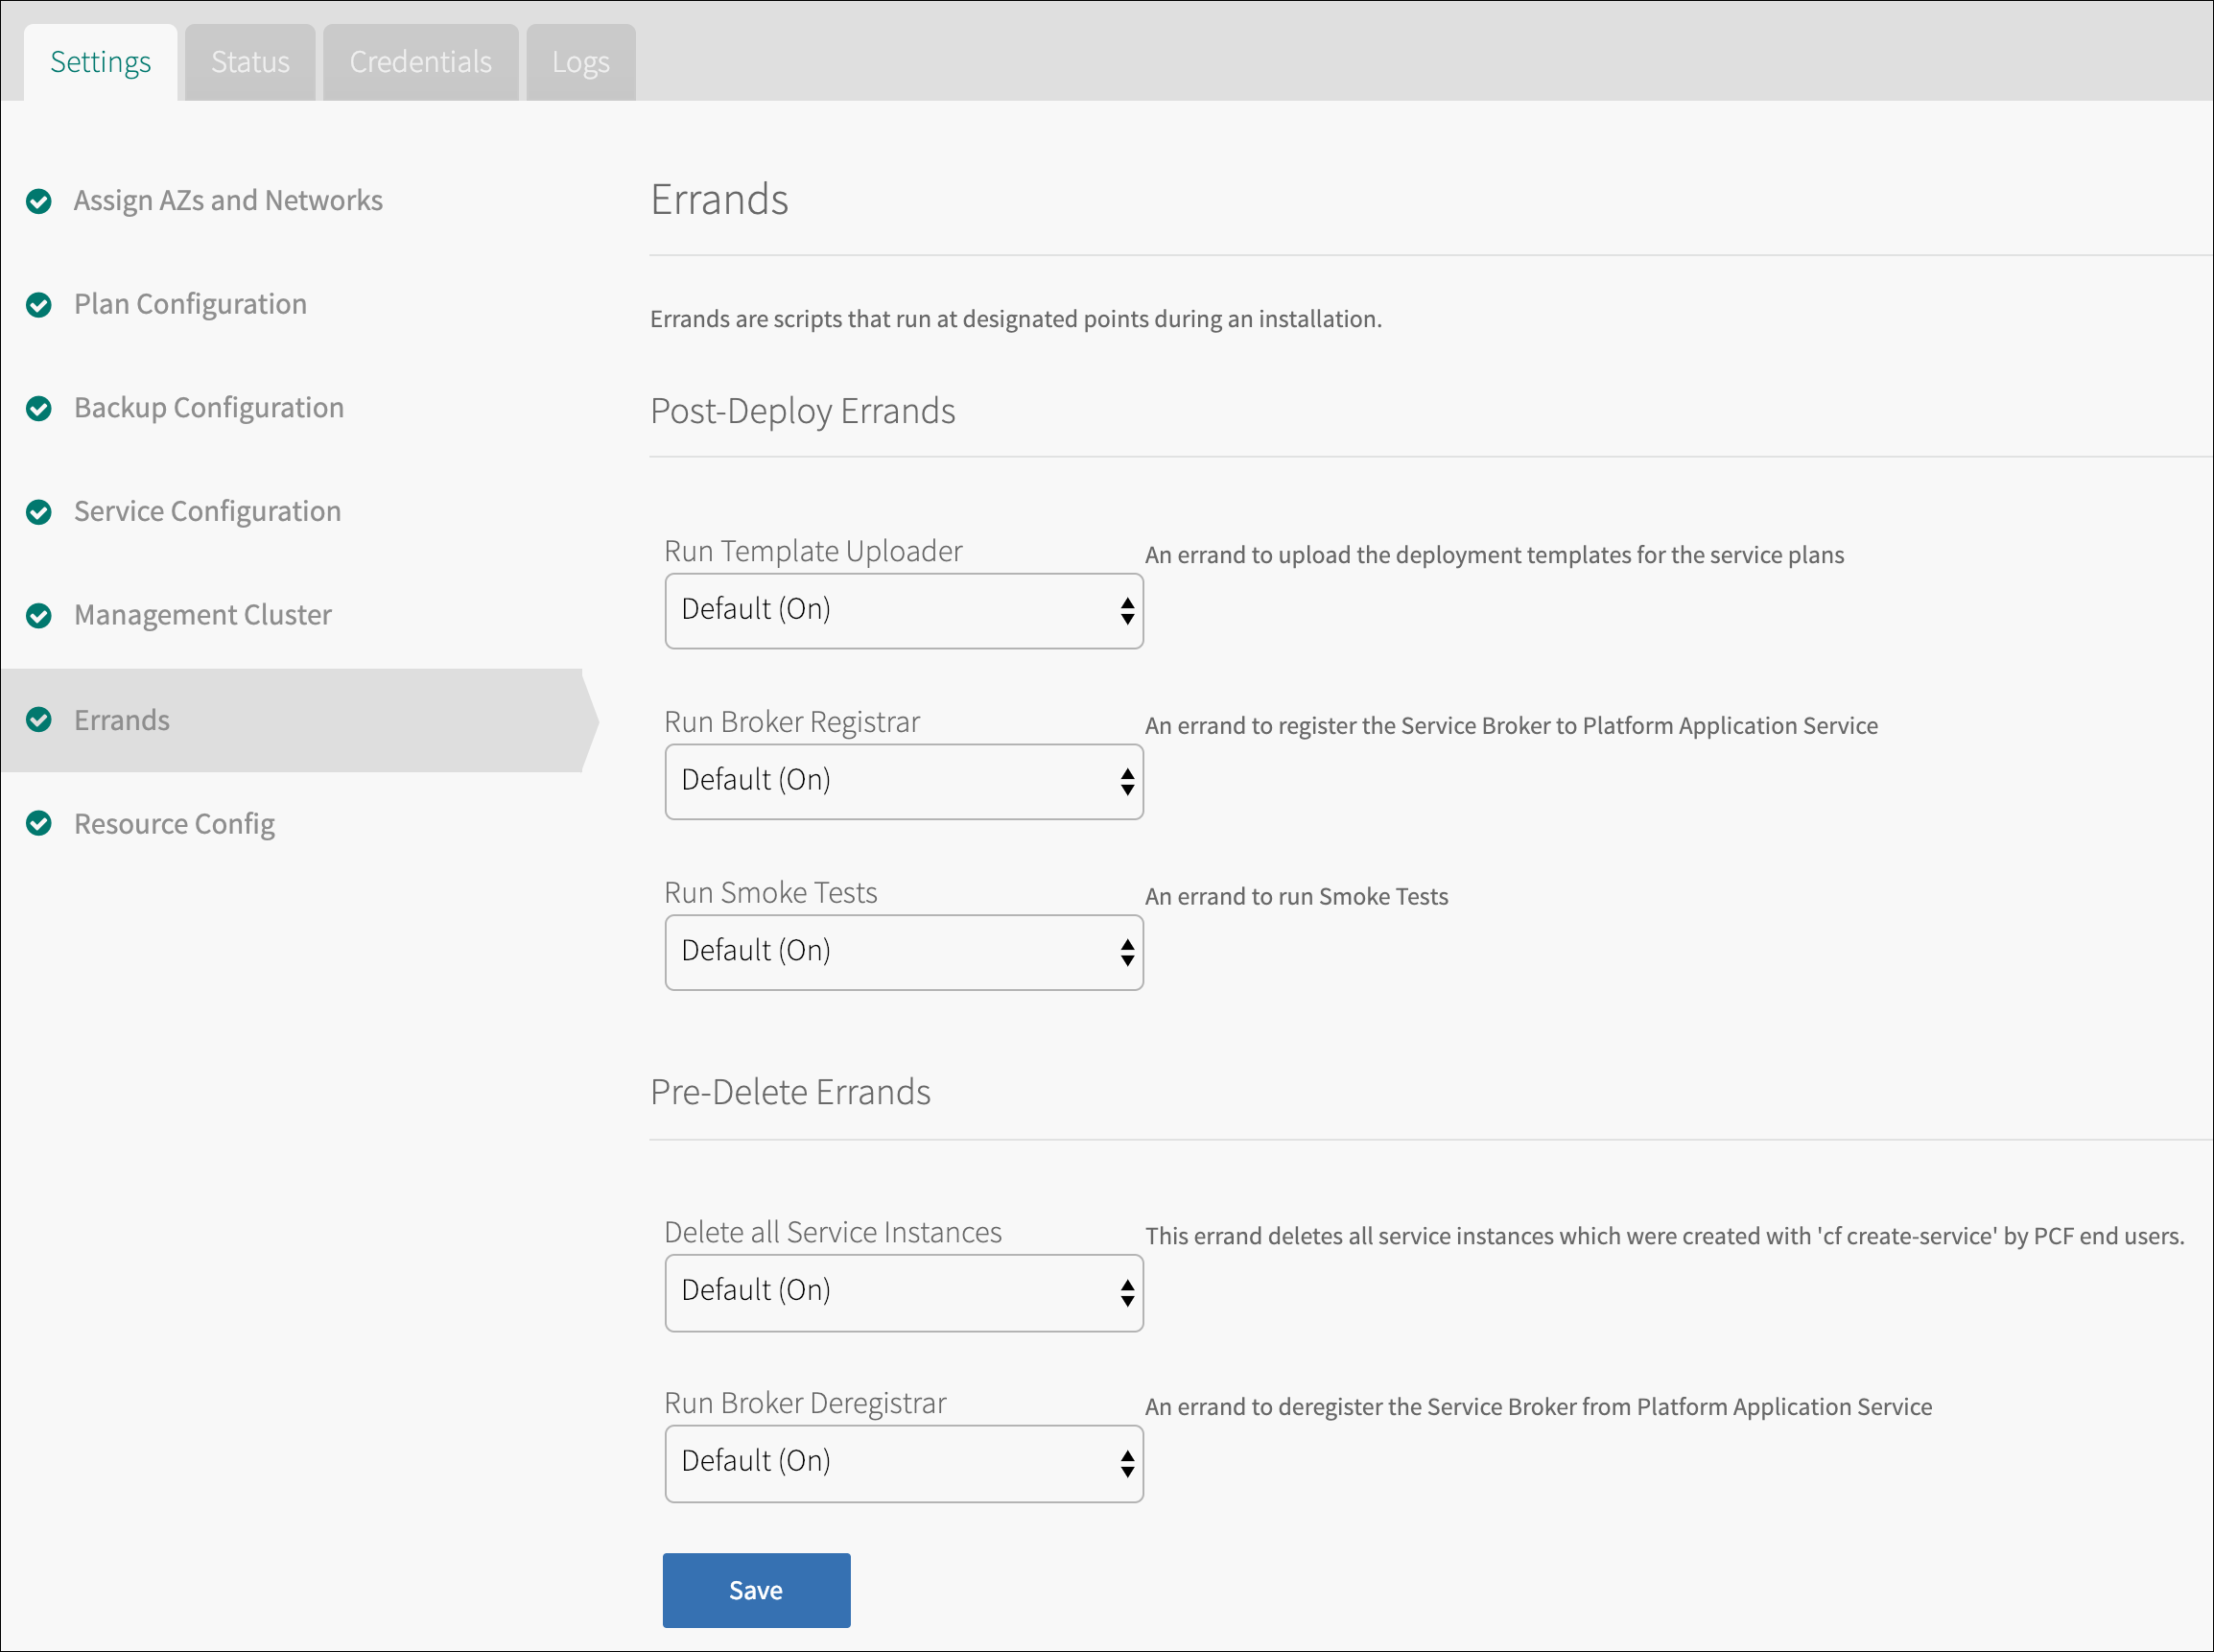 Settings
Status
Credentials
Logs
Assign AZs and Networks
Plan Configuration
Backup Configuration
Service Configuration
Management Cluster
Errands
Resource Config
Errands
Errands are scripts that run at designated points during an installation.
Post-Deploy Errands
Run Template Uploader
An errand to upload the deployment templates for the service plans
Default (On)
Run Broker Registrar
An errand to register the Service Broker to Platform Application Service
Default (On)
Run Smoke Tests
An errand to run Smoke Tests
Default (On)
Pre-Delete Errands
Delete all Service Instances
This errand deletes all service instances which were created with 'cf create-service' by PCF end users.
Default (On)
Run Broker Deregistrar
An errand to deregister the Service Broker from Platform Application Service
Default (On)
Save